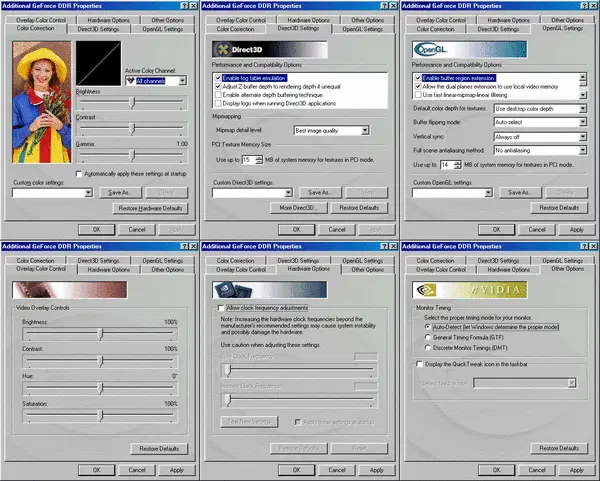 Additional GeForce DDR Properties
Overlay Color Control
Hardware Options
Other Options
Color Correction
Direct3D Settings
OpenGL Settings
Active Color Channel:
All channels
Brightness
Contrast
Gamma:
1.00
Automatically apply these settings at startup
Custom color settings:
Save As...
Delete
Restore Hardware Defaults
OK
Cancel
Apply
Additional GeForce DDR Properties
Overlay Color Control
Hardware Options
Other Options
Color Correction
Direct3D Settings
OpenGL Settings
Direct3D
Performance and Compatibility Options
Enable fog table emulation
Adjust Z-buffer depth to rendering depth if unequal
Enable alternate depth buffering technique
Display logo when running Direct3D applications
Mipmapping
Mipmap detail level:
Best image quality
PCI Texture Memory Size
Use up to
15
MB of system memory for textures in PCI mode.
Custom Direct3D settings:
Save As...
Delete
More Direct3D...
Restore Defaults
OK
Cancel
Apply
Additional GeForce DDR Properties
Overlay Color Control
Hardware Options
Other Options
Color Correction
Direct3D Settings
OpenGL Settings
OpenGL
Performance and Compatibility Options
Enable buffer region extension
Allow the dual planes extension to use local video memory
Use fast linear-mipmap-linear filtering
Default color depth for textures:
Use desktop color depth
Buffer flipping mode:
Auto-select
Vertical sync:
Always off
Full scene antialiasing method:
No antialiasing
Use up to
14
MB of system memory for textures in PCI mode.
Custom OpenGL settings:
Save As...
Delete
Restore Defaults
OK
Cancel
Apply
Additional GeForce DDR Properties
Color Correction
Direct3D Settings
OpenGL Settings
Overlay Color Control
Hardware Options
Other Options
Video Overlay Controls
Brightness:
100%
Contrast:
100%
Hue:
0°
Saturation:
100%
Restore Defaults
OK
Cancel
Apply
Additional GeForce DDR Properties
Color Correction
Direct3D Settings
OpenGL Settings
Overlay Color Control
Hardware Options
Other Options
Allow clock frequency adjustments
Note: Increasing the hardware clock frequencies beyond the
manufacturer's recommended settings may cause system instability
and possibly damage the hardware.
Use caution when adjusting these settings.
Core Clock Frequency:
Memory Clock Frequency:
Test New Settings
Apply these settings at startup
Restore Defaults
Reset
OK
Cancel
Apply
Additional GeForce DDR Properties
Color Correction
Direct3D Settings
OpenGL Settings
Overlay Color Control
Hardware Options
Other Options
nVIDIA
Monitor Timing
Select the proper timing mode for your monitor.
Auto-Detect (let Windows determine the proper mode)
General Timing Formula (GTF)
Discrete Monitor Timings (DMT)
Display the QuickTweak icon in the taskbar
Select taskbar icon:
Restore Defaults
OK
Cancel
Apply